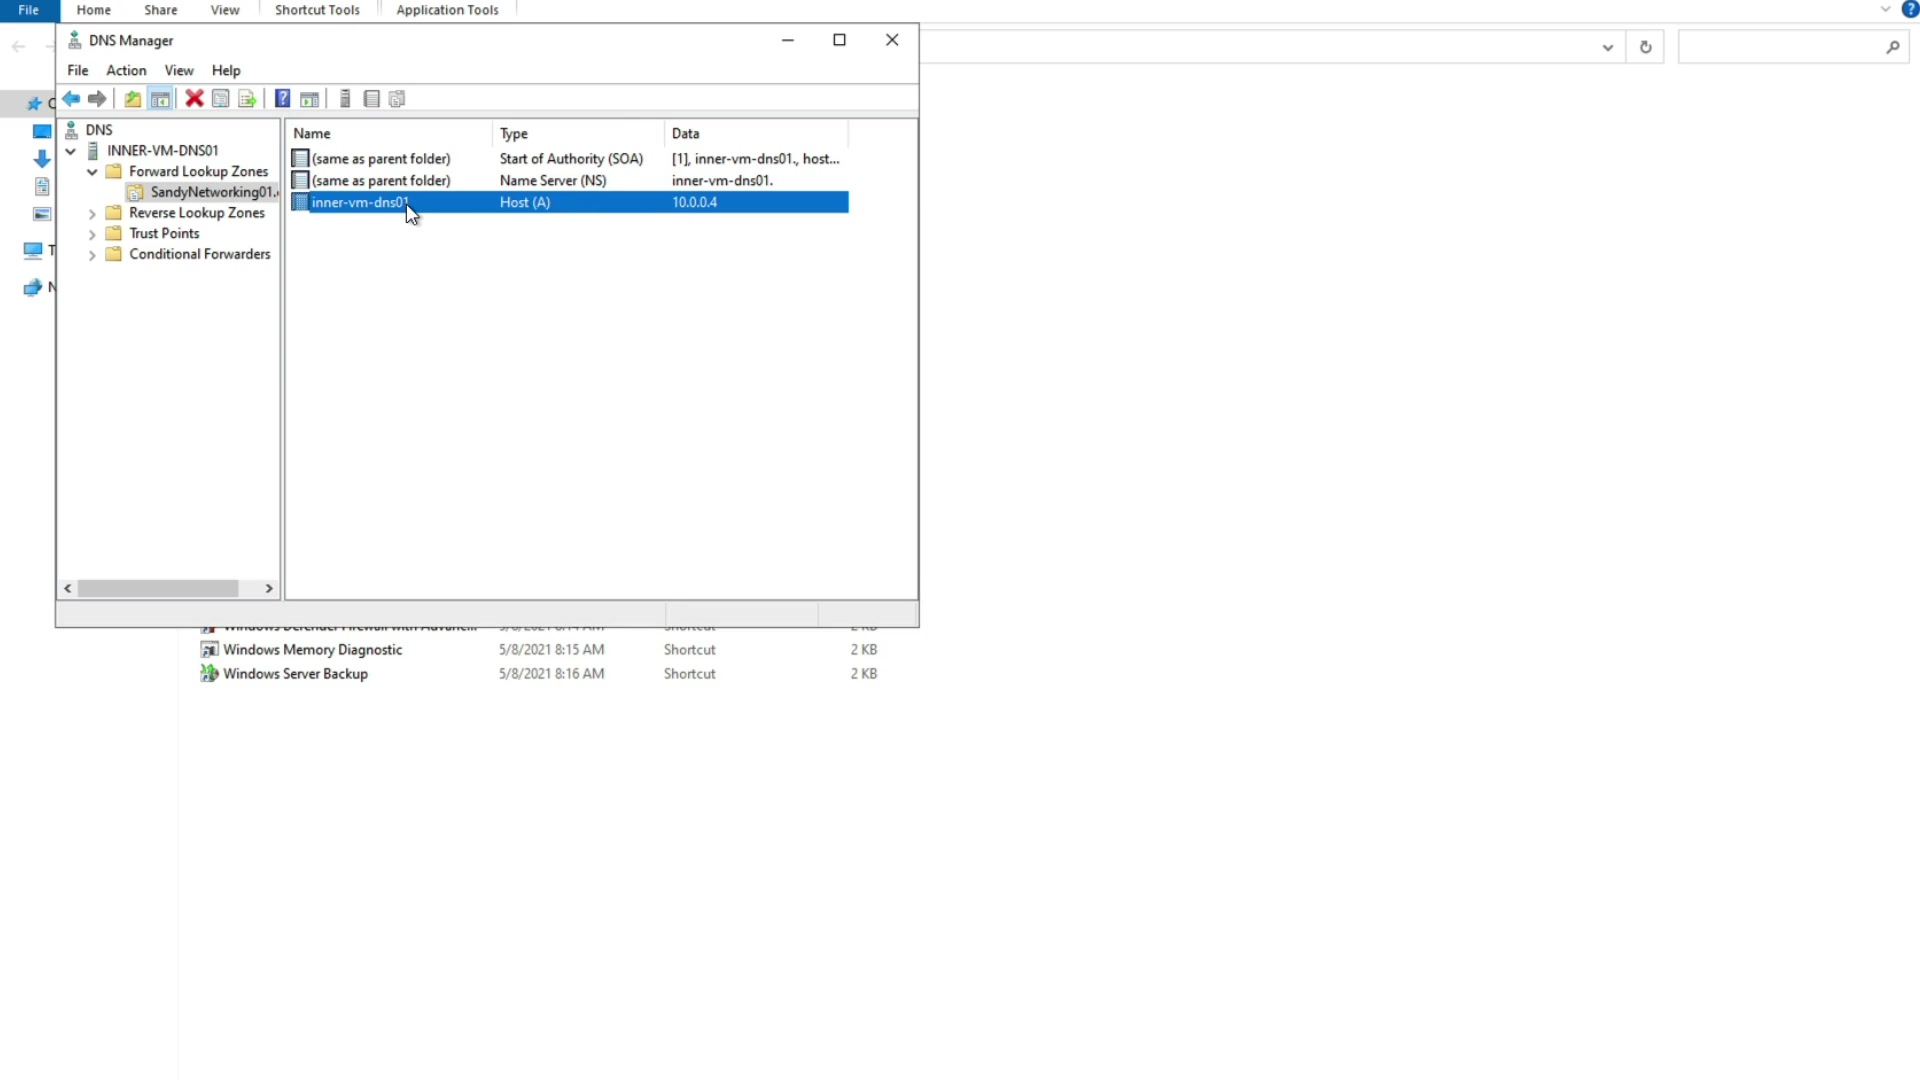 File Home Share View Shortcut Tools Application Tools
DNS Manager
File Action View Help
DNS
INNER-VM-DNS01
Forward Lookup Zones
SandyNetworking01.
Reverse Lookup Zones
Trust Points
Conditional Forwarders
Name Type Data
(same as parent folder) Start of Authority (SOA) [1], inner-vm-dns01., host...
(same as parent folder) Name Server (NS) inner-vm-dns01.
inner-vm-dns01 Host (A) 10.0.0.4
Windows Memory Diagnostic 5/8/2021 8:15 AM Shortcut 2 KB
Windows Server Backup 5/8/2021 8:16 AM Shortcut 2 KB